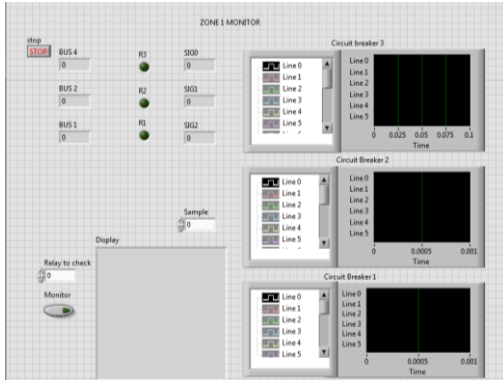 ZONE 1 MONITOR
stop
STOP
BUS 4
0
R3
SIG0
0
BUS 2
0
R2
SIG1
0
BUS 1
0
R1
SIG2
0
Sample
0
Display
Relay to check
0
Monitor
Circuit breaker 3
Line 0
Line 1
Line 2
Line 3
Line 4
Line 5
Line 0
Line 1
Line 2
Line 3
Line 4
Line 5
0 0.025 0.05 0.075 0.1
Time
Circuit Breaker 2
Line 0
Line 1
Line 2
Line 3
Line 4
Line 5
Line 0
Line 1
Line 2
Line 3
Line 4
Line 5
0 0.0005 0.001
Time
Circuit Breaker 1
Line 0
Line 1
Line 2
Line 3
Line 4
Line 5
Line 0
Line 1
Line 2
Line 3
Line 4
Line 5
0 0.0005 0.001
Time